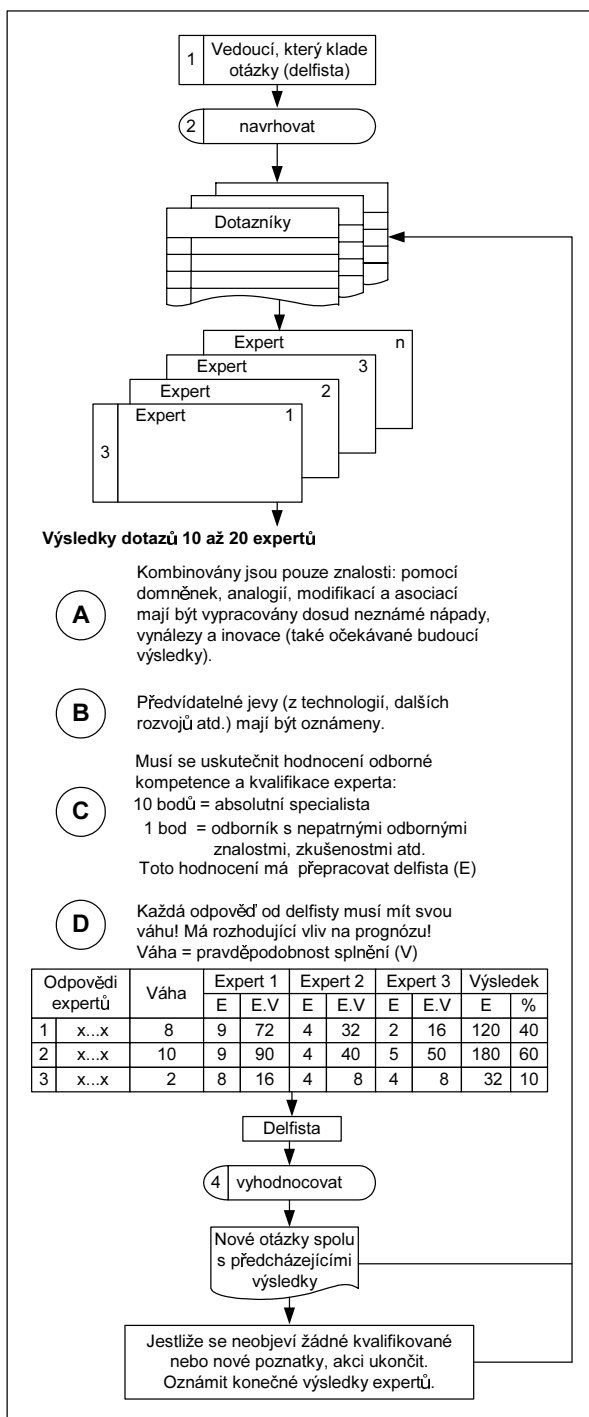 1 Vedoucí, který klade
otázky (delfista)
2 navrhovat
Dotazníky
Expert n
Expert 3
Expert 2
Expert 1
3
Výsledky dotazů 10 až 20 expertů
A
Kombinovány jsou pouze znalosti: pomocí
domněnek, analogií, modifikací a asociací
mají být vypracovány dosud neznámé nápady,
vynálezy a inovace (také očekávané budoucí
výsledky).
B
Předvídatelné jevy (z technologií, dalších
rozvojů atd.) mají být oznámeny.
C
Musí se uskutečnit hodnocení odborné
kompetence a kvalifikace experta:
10 bodů = absolutní specialista
1 bod = odborník s nepatrnými odbornými
znalostmi, zkušenostmi atd.
Toto hodnocení má přepracovat delfista (E)
D
Každá odpověď od delfisty musí mít svou
váhu! Má rozhodující vliv na prognózu!
Váha = pravděpodobnost splnění (V)
Odpovědi expertů Váha Expert 1 Expert 2 Expert 3 Výsledek
E E.V E E.V E E.V E %
1 x...x 8 9 72 4 32 2 16 120 40
2 x...x 10 9 90 4 40 5 50 180 60
3 x...x 2 8 16 4 8 4 8 32 10
Delfista
4 vyhodnocovat
Nové otázky spolu
s předcházejícími
výsledky
Jestliže se neobjeví žádné kvalifikované
nebo nové poznatky, akci ukončit.
Oznámit konečné výsledky expertů.